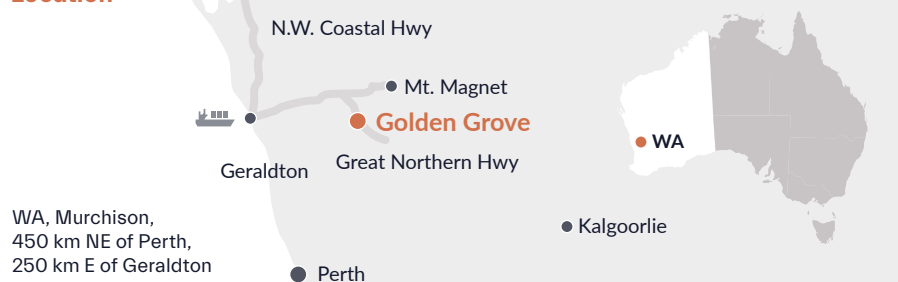 Location
N.W. Coastal Hwy
Mt. Magnet
Golden Grove
Great Northern Hwy
Geraldton
WA
WA, Murchison,
450 km NE of Perth,
250 km E of Geraldton
Kalgoorlie
Perth